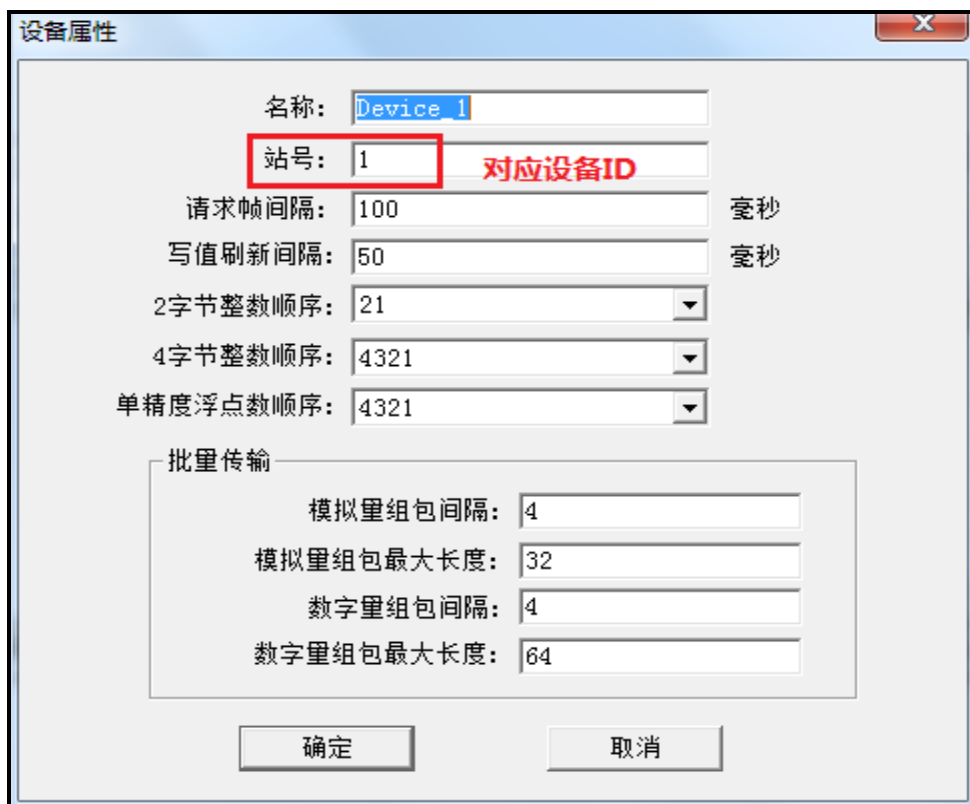 设备属性
名称： Device_1
站号： 1 对应设备ID
请求帧间隔： 100 毫秒
写值刷新间隔： 50 毫秒
2字节整数顺序： 21
4字节整数顺序： 4321
单精度浮点数顺序： 4321
批量传输
模拟量组包间隔： 4
模拟量组包最大长度： 32
数字量组包间隔： 4
数字量组包最大长度： 64
确定 取消